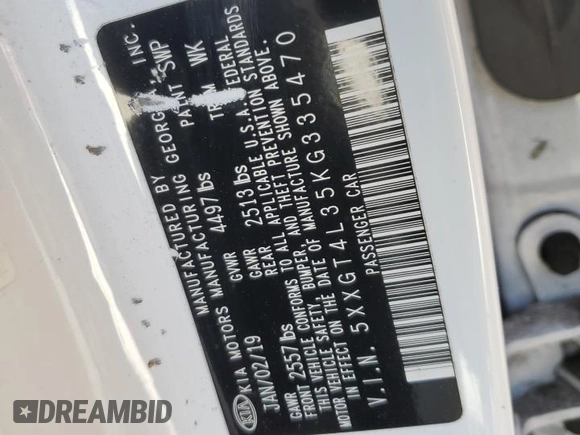 KIA
MANUFACTURED BY
KIA MOTORS MANUFACTURING GEORGIA INC.
JAW/02/19
GVWR 4497 lbs
PAINT SWP
TRIM WK
GAWR FRONT 2557 lbs
GAWR REAR 2513 lbs
THIS VEHICLE CONFORMS TO ALL APPLICABLE U.S.A. FEDERAL
MOTOR VEHICLE SAFETY, BUMPER, AND THEFT PREVENTION STANDARDS
IN EFFECT ON THE DATE OF MANUFACTURE SHOWN ABOVE.
V.I.N. 5XXGT4L35KG335470
PASSENGER CAR
DREAMBID